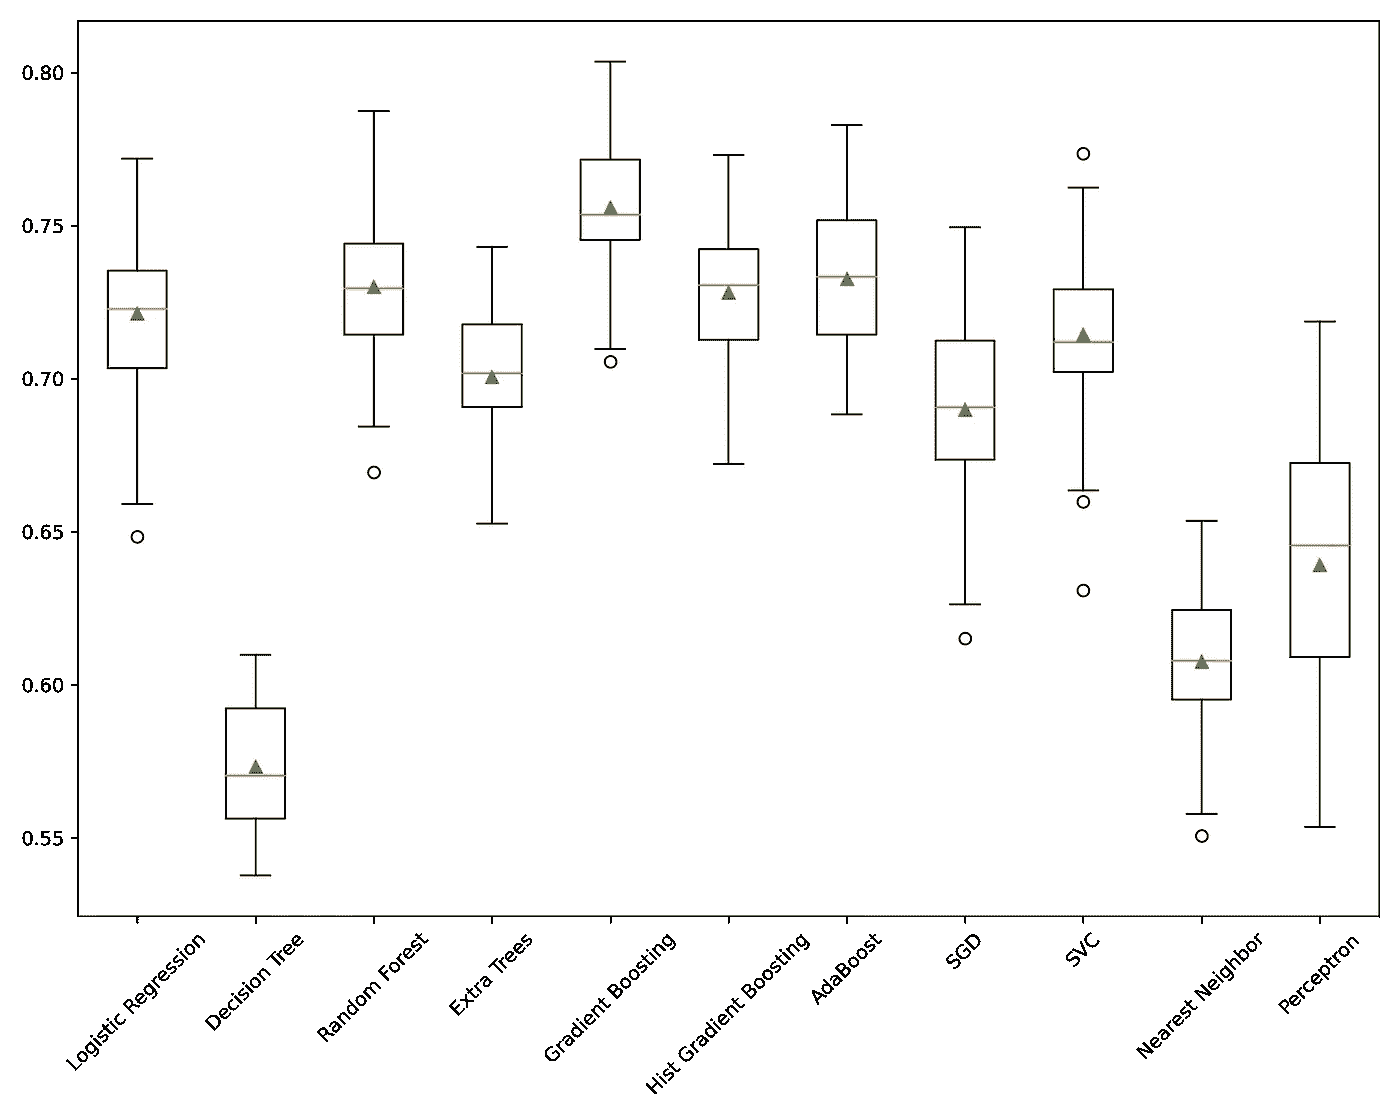 0.80
0.75
0.70
0.65
0.60
0.55
Logistic Regression
Decision Tree
Random Forest
Extra Trees
Gradient Boosting
Hist Gradient Boosting
AdaBoost
SGD
SVC
Nearest Neighbor
Perceptron